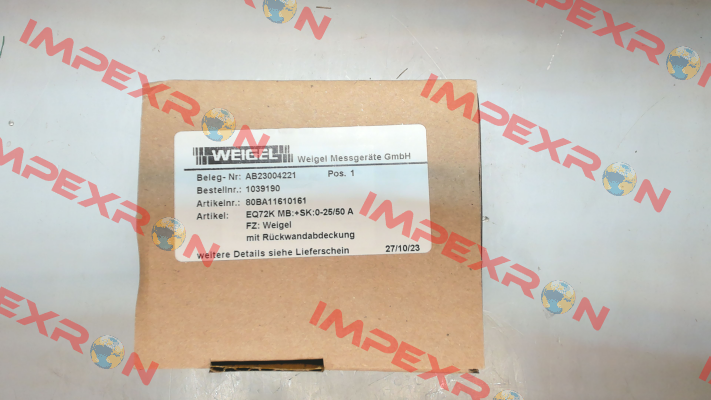 WEIGEL Weigel Messgeräte GmbH
Beleg- Nr: AB23004221 Pos. 1
Bestellnr.: 1039190
Artikelnr.: 80BA11610161
Artikel: EQ72K MB:+SK:0-25/50 A
FZ: Weigel
mit Rückwandabdeckung
weitere Details siehe Lieferschein 27/10/23
IMPEXRON
IMPEXRON
IMPEXRON
IMPEXRON
IMPEXRON
IMPEXRON